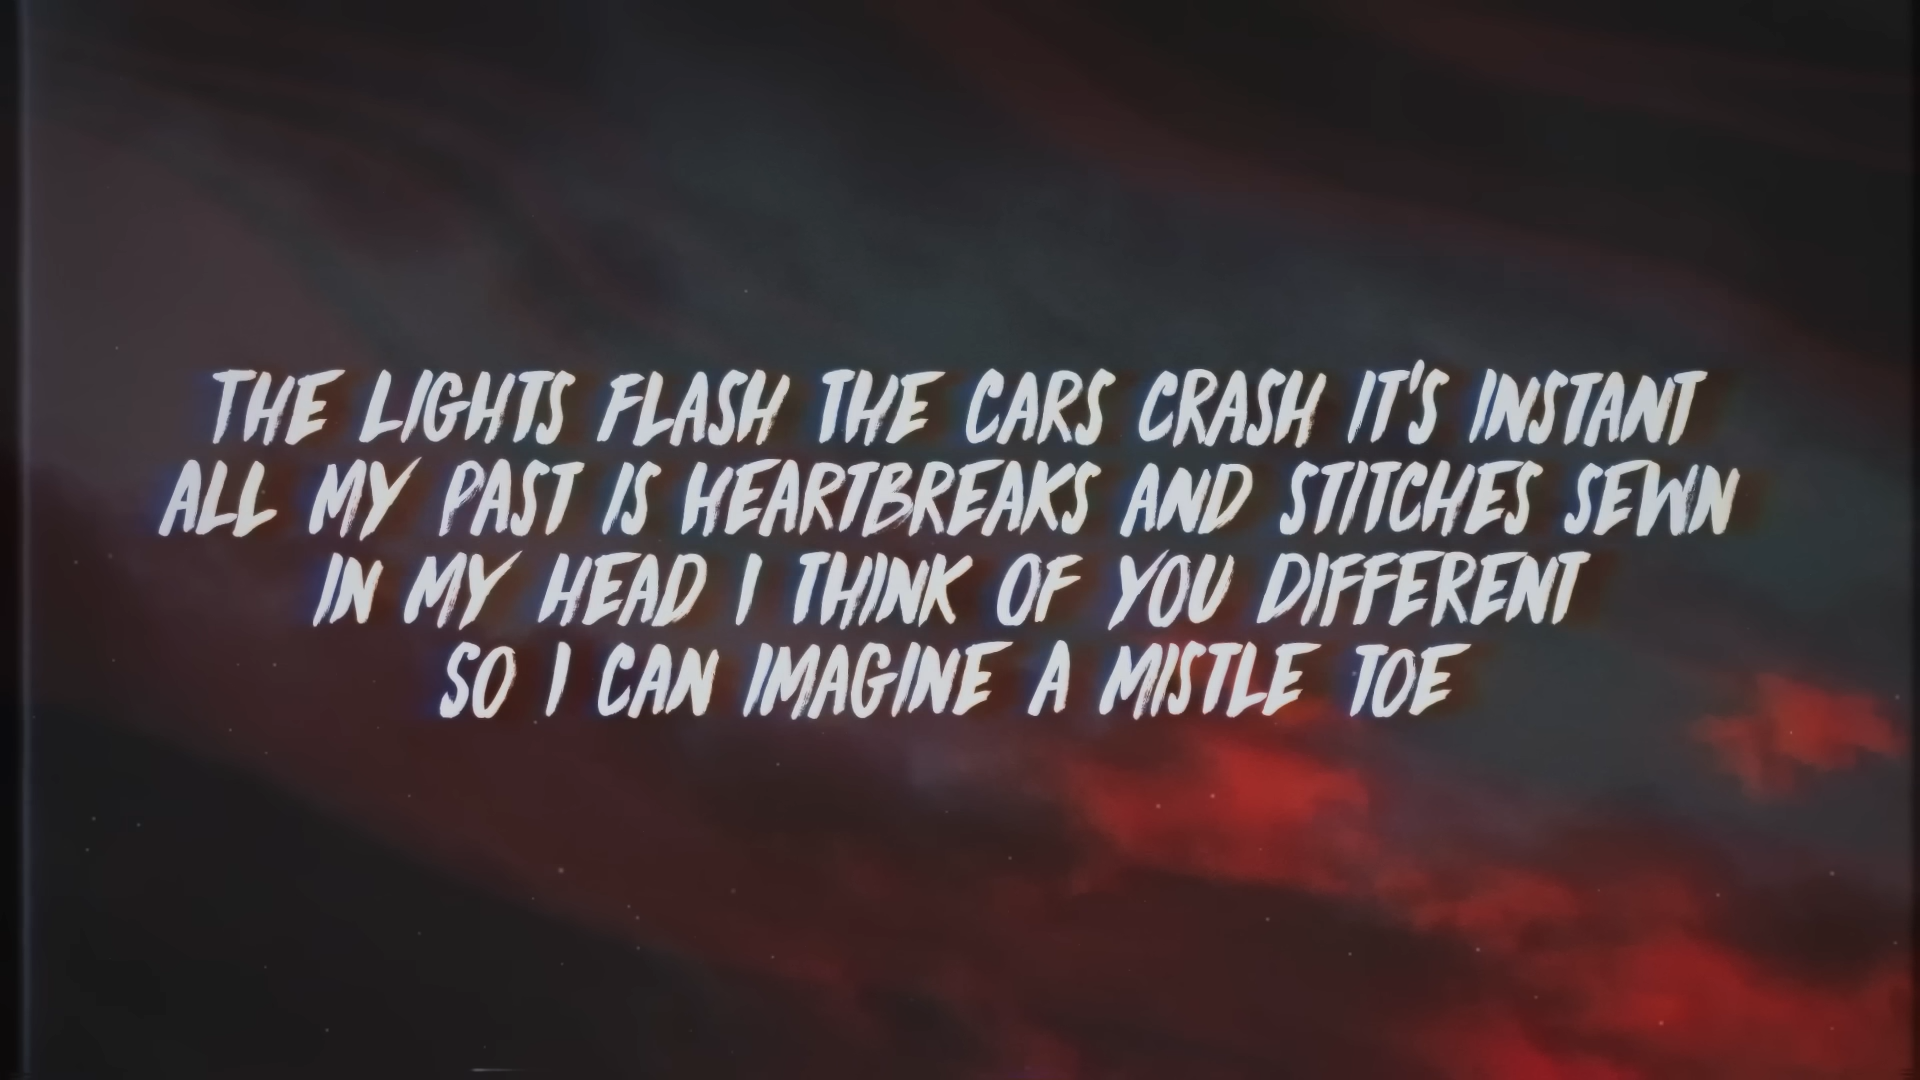 THE LIGHTS FLASH THE CARS CRASH IT'S INSTANT
ALL MY PAST IS HEARTBREAKS AND STITCHES SEWN
IN MY HEAD I THINK OF YOU DIFFERENT
SO I CAN IMAGINE A MISTLE TOE